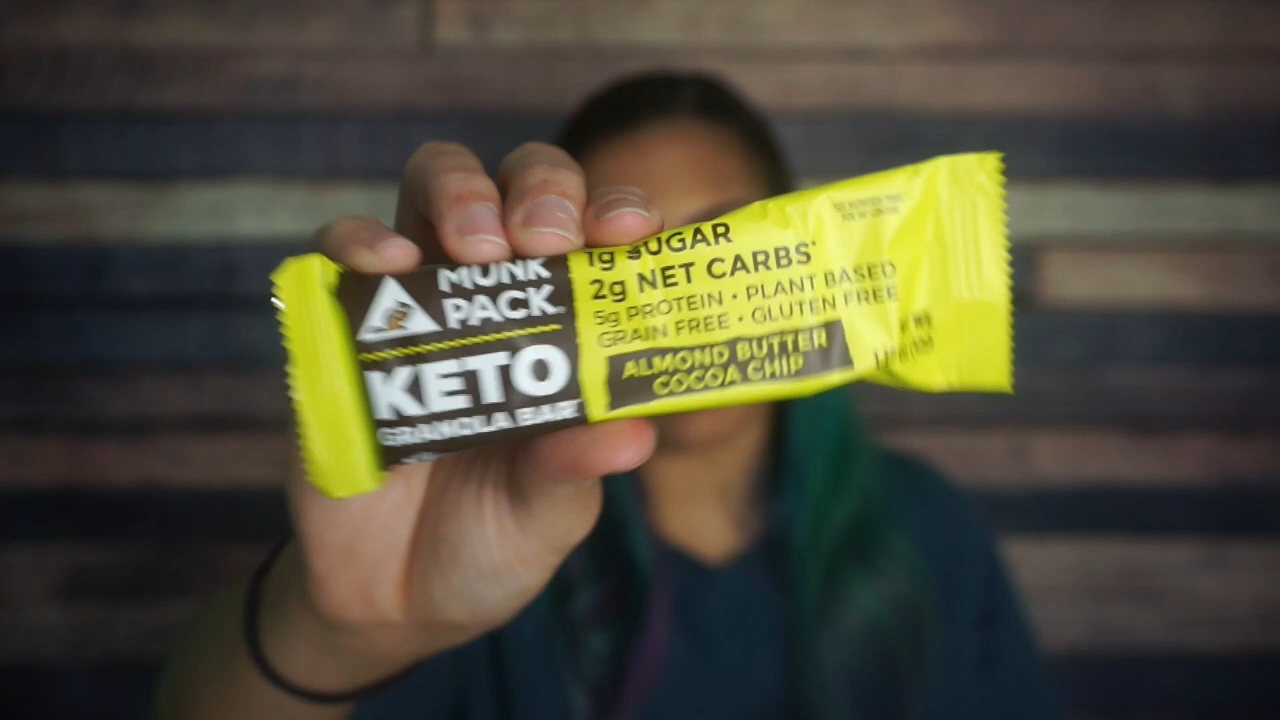 MUNK
PACK
KETO
GRANOLA BAR
1g SUGAR
2g NET CARBS*
5g PROTEIN • PLANT BASED
GRAIN FREE • GLUTEN FREE
ALMOND BUTTER
COCOA CHIP